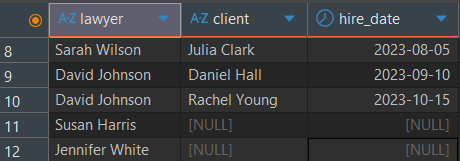 A-Z lawyer A-Z client hire_date
8 Sarah Wilson Julia Clark 2023-08-05
9 David Johnson Daniel Hall 2023-09-10
10 David Johnson Rachel Young 2023-10-15
11 Susan Harris [NULL] [NULL]
12 Jennifer White [NULL] [NULL]